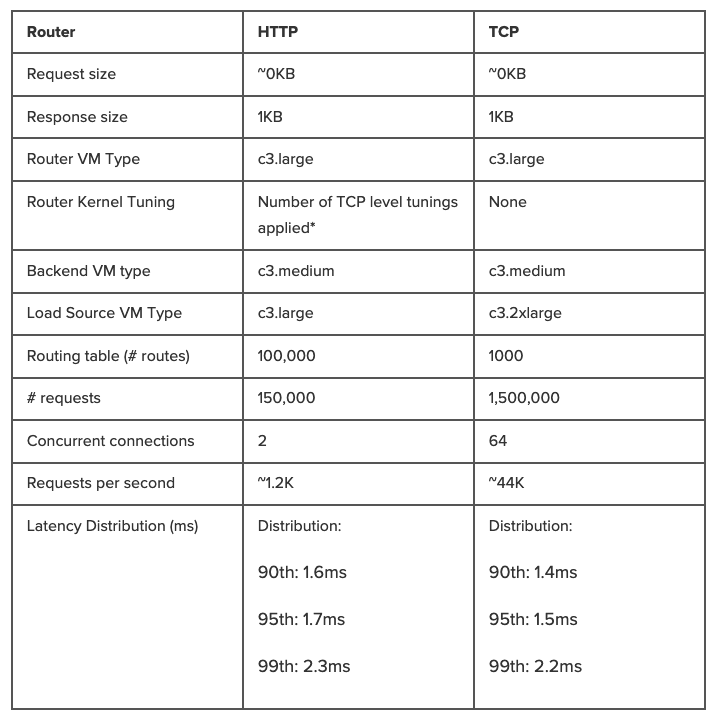 Router HTTP TCP
Request size ~0KB ~0KB
Response size 1KB 1KB
Router VM Type c3.large c3.large
Router Kernel Tuning Number of TCP level tunings None
applied*
Backend VM type c3.medium c3.medium
Load Source VM Type c3.large c3.2xlarge
Routing table (# routes) 100,000 1000
# requests 150,000 1,500,000
Concurrent connections 2 64
Requests per second ~1.2K ~44K
Latency Distribution (ms) Distribution: Distribution:
90th: 1.6ms 90th: 1.4ms
95th: 1.7ms 95th: 1.5ms
99th: 2.3ms 99th: 2.2ms